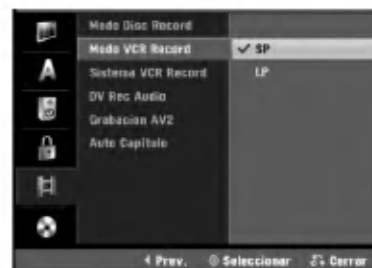 Modo Disc Record
Modo VCR Record
✓ SP
Sistema VCR Record
LP
DV Rec Audio
Grabacion AV2
Auto Capítulo
A
Prev. Seleccionar Cerrar